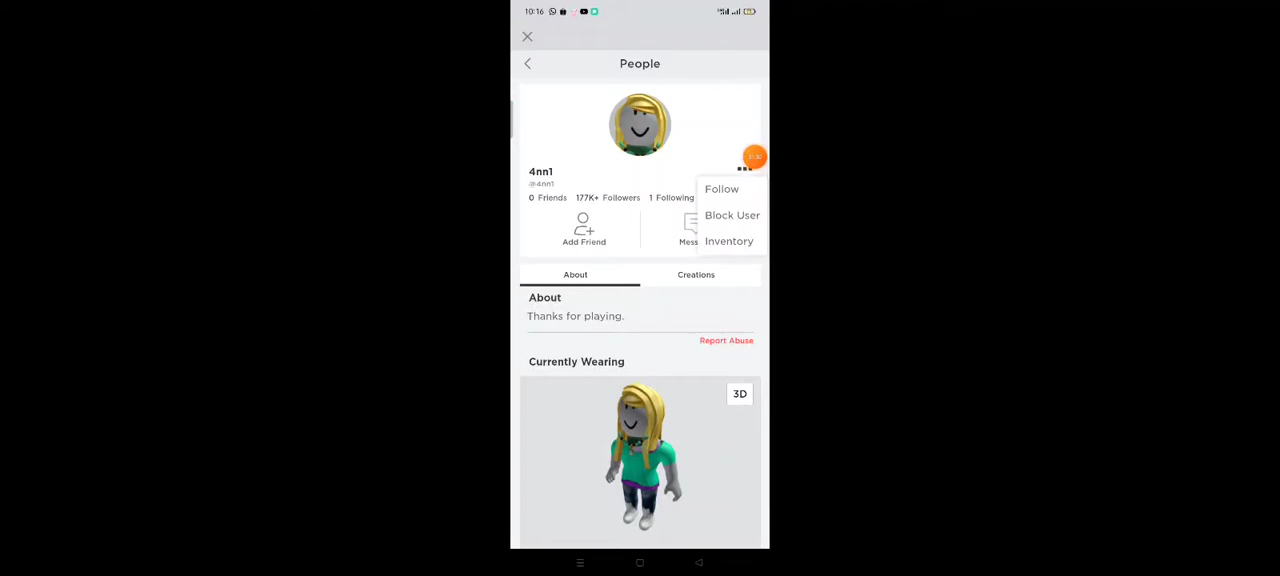 10:16
People
4nn1
@4nn1
0 Friends 177K+ Followers 1 Following
Follow
Block User
Inventory
Add Friend
Mess
About Creations
About
Thanks for playing.
Report Abuse
Currently Wearing
3D